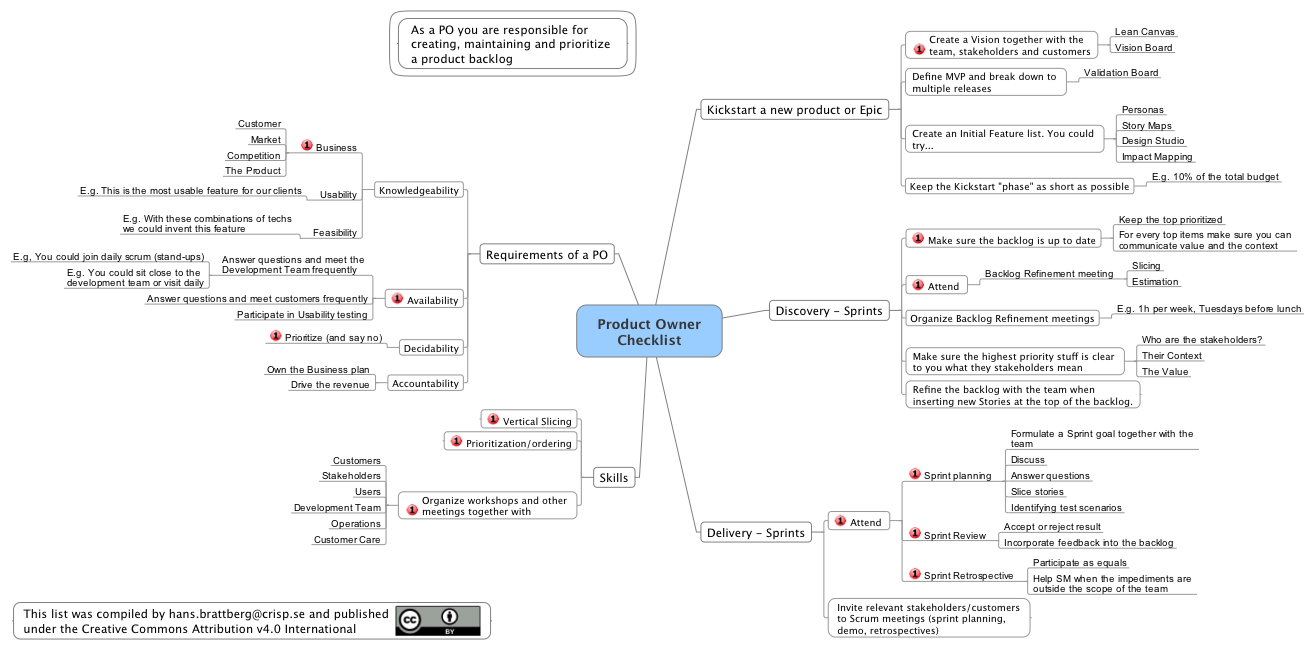 As a PO you are responsible for
creating, maintaining and prioritize
a product backlog
Product Owner
Checklist
Kickstart a new product or Epic
1 Create a Vision together with the
team, stakeholders and customers
Lean Canvas
Vision Board
Define MVP and break down to
multiple releases
Validation Board
Create an Initial Feature list. You could
try...
Personas
Story Maps
Design Studio
Impact Mapping
Keep the Kickstart "phase" as short as possible
E.g. 10% of the total budget
Discovery – Sprints
1 Make sure the backlog is up to date
Keep the top prioritized
For every top items make sure you can
communicate value and the context
1 Attend
Backlog Refinement meeting
Slicing
Estimation
Organize Backlog Refinement meetings
E.g. 1h per week, Tuesdays before lunch
Make sure the highest priority stuff is clear
to you what they stakeholders mean
Who are the stakeholders?
Their Context
The Value
Refine the backlog with the team when
inserting new Stories at the top of the backlog.
Delivery – Sprints
1 Attend
1 Sprint planning
Formulate a Sprint goal together with the
team
Discuss
Answer questions
Slice stories
Identifying test scenarios
1 Sprint Review
Accept or reject result
Incorporate feedback into the backlog
1 Sprint Retrospective
Participate as equals
Help SM when the impediments are
outside the scope of the team
Invite relevant stakeholders/customers
to Scrum meetings (sprint planning,
demo, retrospectives)
Requirements of a PO
Knowledgeability
1 Business
Customer
Market
Competition
The Product
Usability
E.g. This is the most usable feature for our clients
Feasibility
E.g. With these combinations of techs
we could invent this feature
1 Availability
Answer questions and meet the
Development Team frequently
E.g, You could join daily scrum (stand-ups)
E.g. You could sit close to the
development team or visit daily
Answer questions and meet customers frequently
Participate in Usability testing
Decidability
1 Prioritize (and say no)
Accountability
Own the Business plan
Drive the revenue
Skills
1 Vertical Slicing
1 Prioritization/ordering
1 Organize workshops and other
meetings together with
Customers
Stakeholders
Users
Development Team
Operations
Customer Care
This list was compiled by hans.brattberg@crisp.se and published
under the Creative Commons Attribution v4.0 International
cc
BY